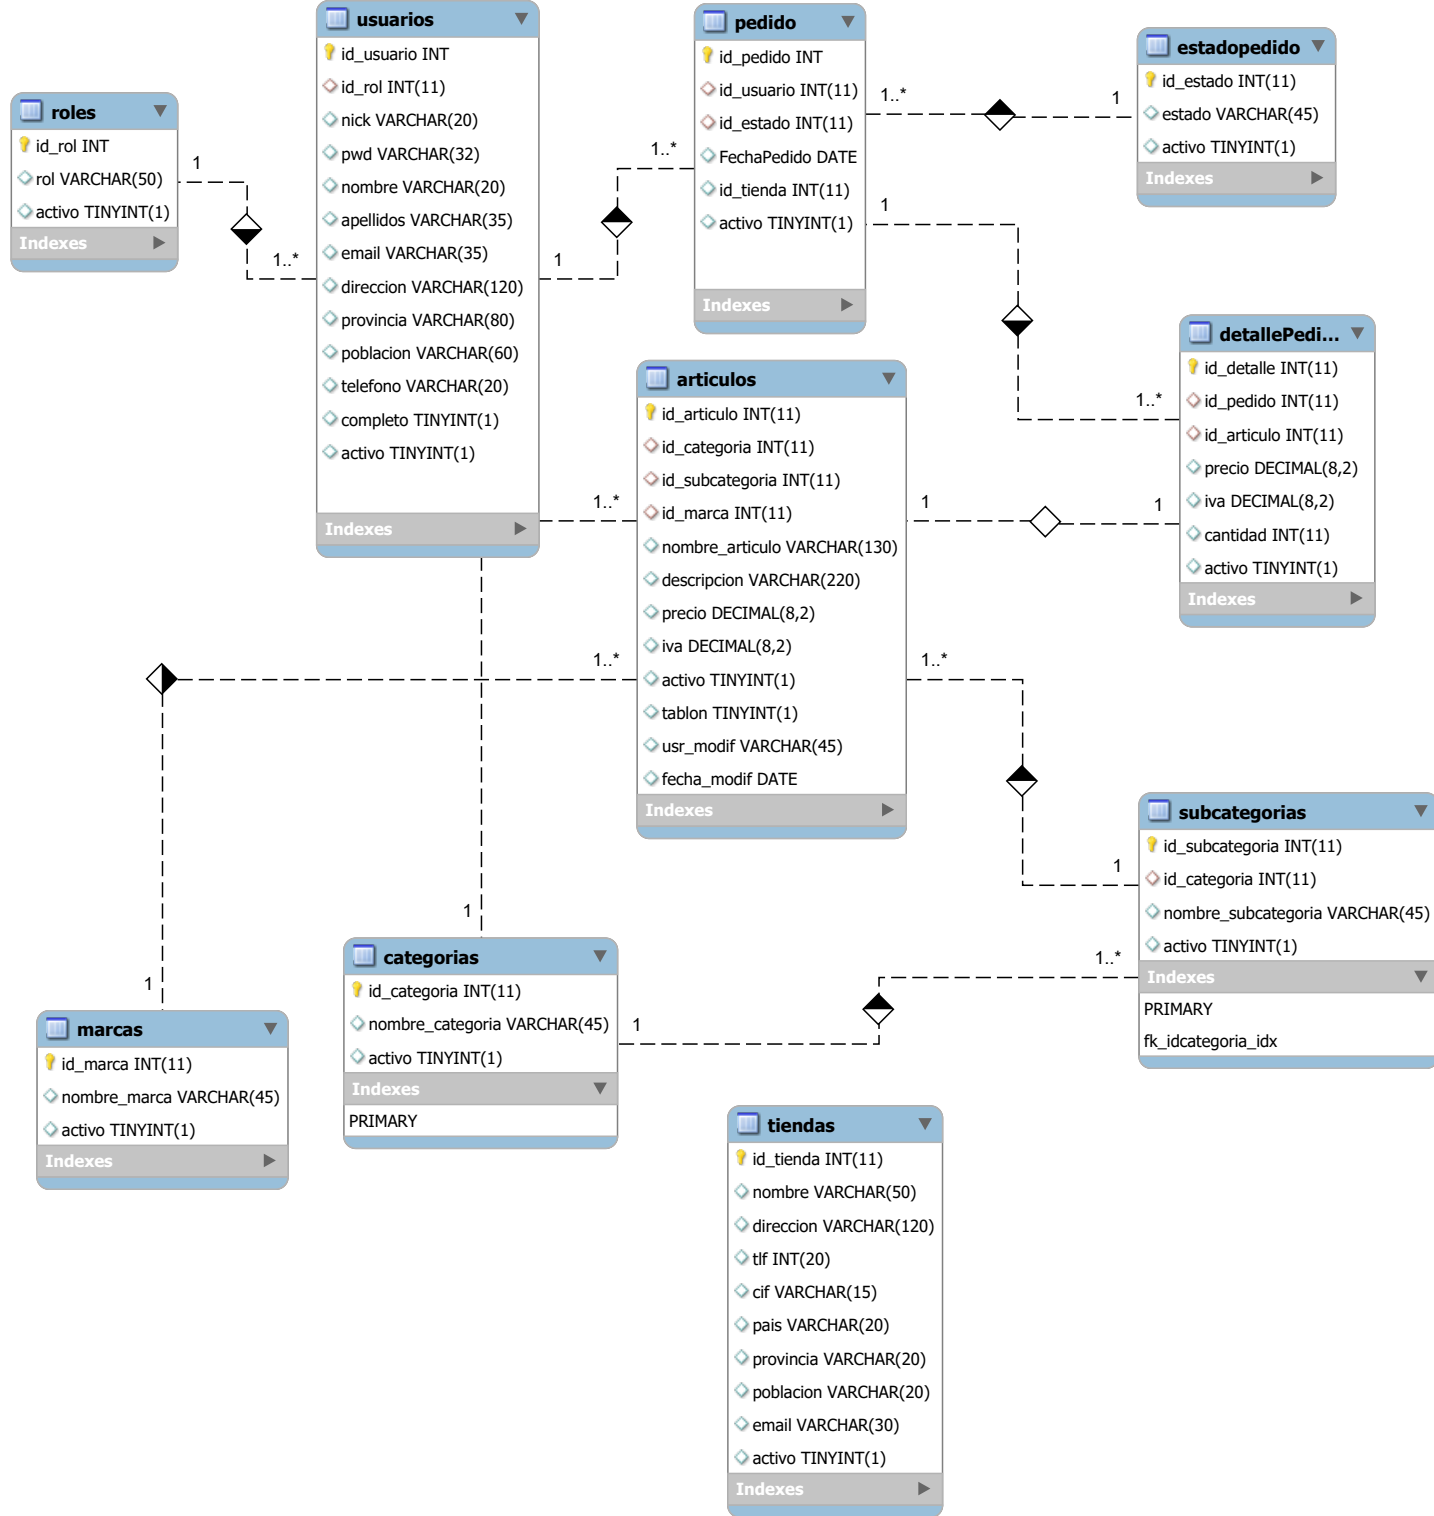 usuarios
id_usuario INT
id_rol INT(11)
nick VARCHAR(20)
pwd VARCHAR(32)
nombre VARCHAR(20)
apellidos VARCHAR(35)
email VARCHAR(35)
direccion VARCHAR(120)
provincia VARCHAR(80)
poblacion VARCHAR(60)
telefono VARCHAR(20)
completo TINYINT(1)
activo TINYINT(1)
Indexes
pedido
id_pedido INT
id_usuario INT(11)
id_estado INT(11)
FechaPedido DATE
id_tienda INT(11)
activo TINYINT(1)
Indexes
estadopedido
id_estado INT(11)
estado VARCHAR(45)
activo TINYINT(1)
Indexes
roles
id_rol INT
rol VARCHAR(50)
activo TINYINT(1)
Indexes
1
1..*
1
1..*
1..*
1
1
1..*
detallePedi...
id_detalle INT(11)
id_pedido INT(11)
id_articulo INT(11)
precio DECIMAL(8,2)
iva DECIMAL(8,2)
cantidad INT(11)
activo TINYINT(1)
Indexes
articulos
id_articulo INT(11)
id_categoria INT(11)
id_subcategoria INT(11)
id_marca INT(11)
nombre_articulo VARCHAR(130)
descripcion VARCHAR(220)
precio DECIMAL(8,2)
iva DECIMAL(8,2)
activo TINYINT(1)
tablon TINYINT(1)
usr_modif VARCHAR(45)
fecha_modif DATE
Indexes
1..*
1
1
1..*
1..*
1
1
1
1
1..*
subcategorias
id_subcategoria INT(11)
id_categoria INT(11)
nombre_subcategoria VARCHAR(45)
activo TINYINT(1)
Indexes
PRIMARY
fk_idcategoria_idx
categorias
id_categoria INT(11)
nombre_categoria VARCHAR(45)
activo TINYINT(1)
Indexes
PRIMARY
marcas
id_marca INT(11)
nombre_marca VARCHAR(45)
activo TINYINT(1)
Indexes
tiendas
id_tienda INT(11)
nombre VARCHAR(50)
direccion VARCHAR(120)
tlf INT(20)
cif VARCHAR(15)
pais VARCHAR(20)
provincia VARCHAR(20)
poblacion VARCHAR(20)
email VARCHAR(30)
activo TINYINT(1)
Indexes